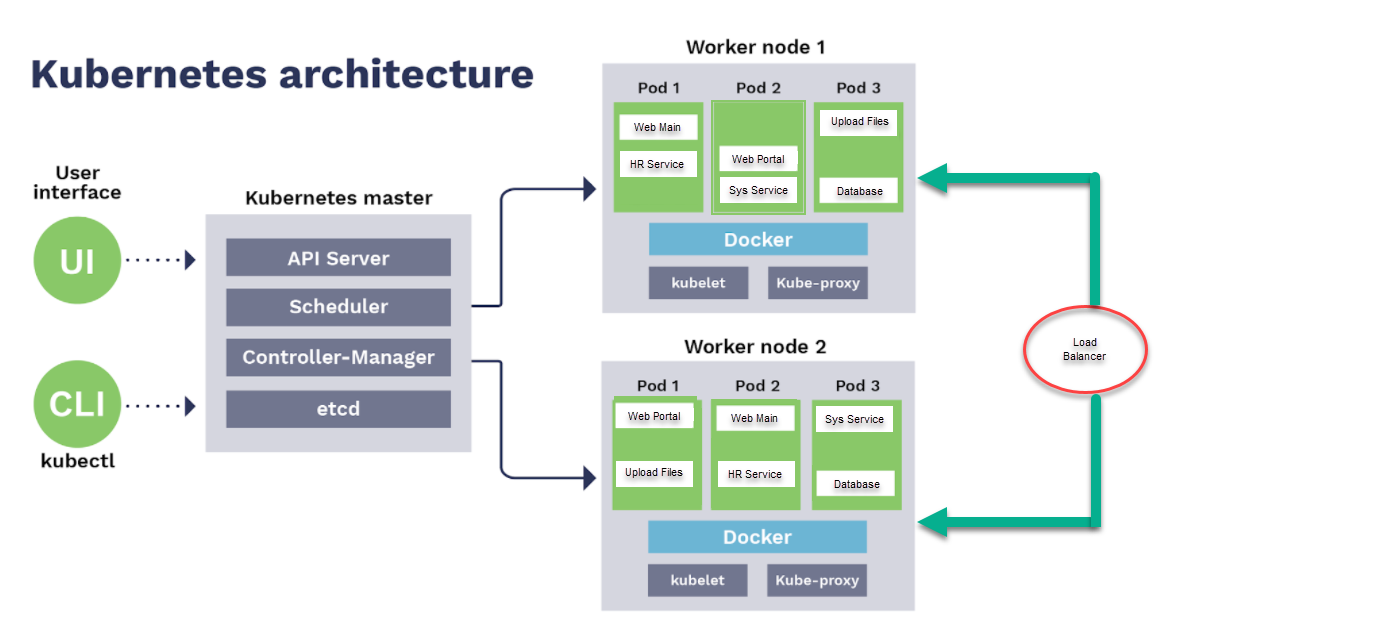 Kubernetes architecture
User
interface
UI
CLI
kubectl
Kubernetes master
API Server
Scheduler
Controller-Manager
etcd
Worker node 1
Pod 1
Web Main
HR Service
Pod 2
Web Portal
Sys Service
Pod 3
Upload Files
Database
Docker
kubelet
Kube-proxy
Worker node 2
Pod 1
Web Portal
Upload Files
Pod 2
Web Main
HR Service
Pod 3
Sys Service
Database
Docker
kubelet
Kube-proxy
Load
Balancer